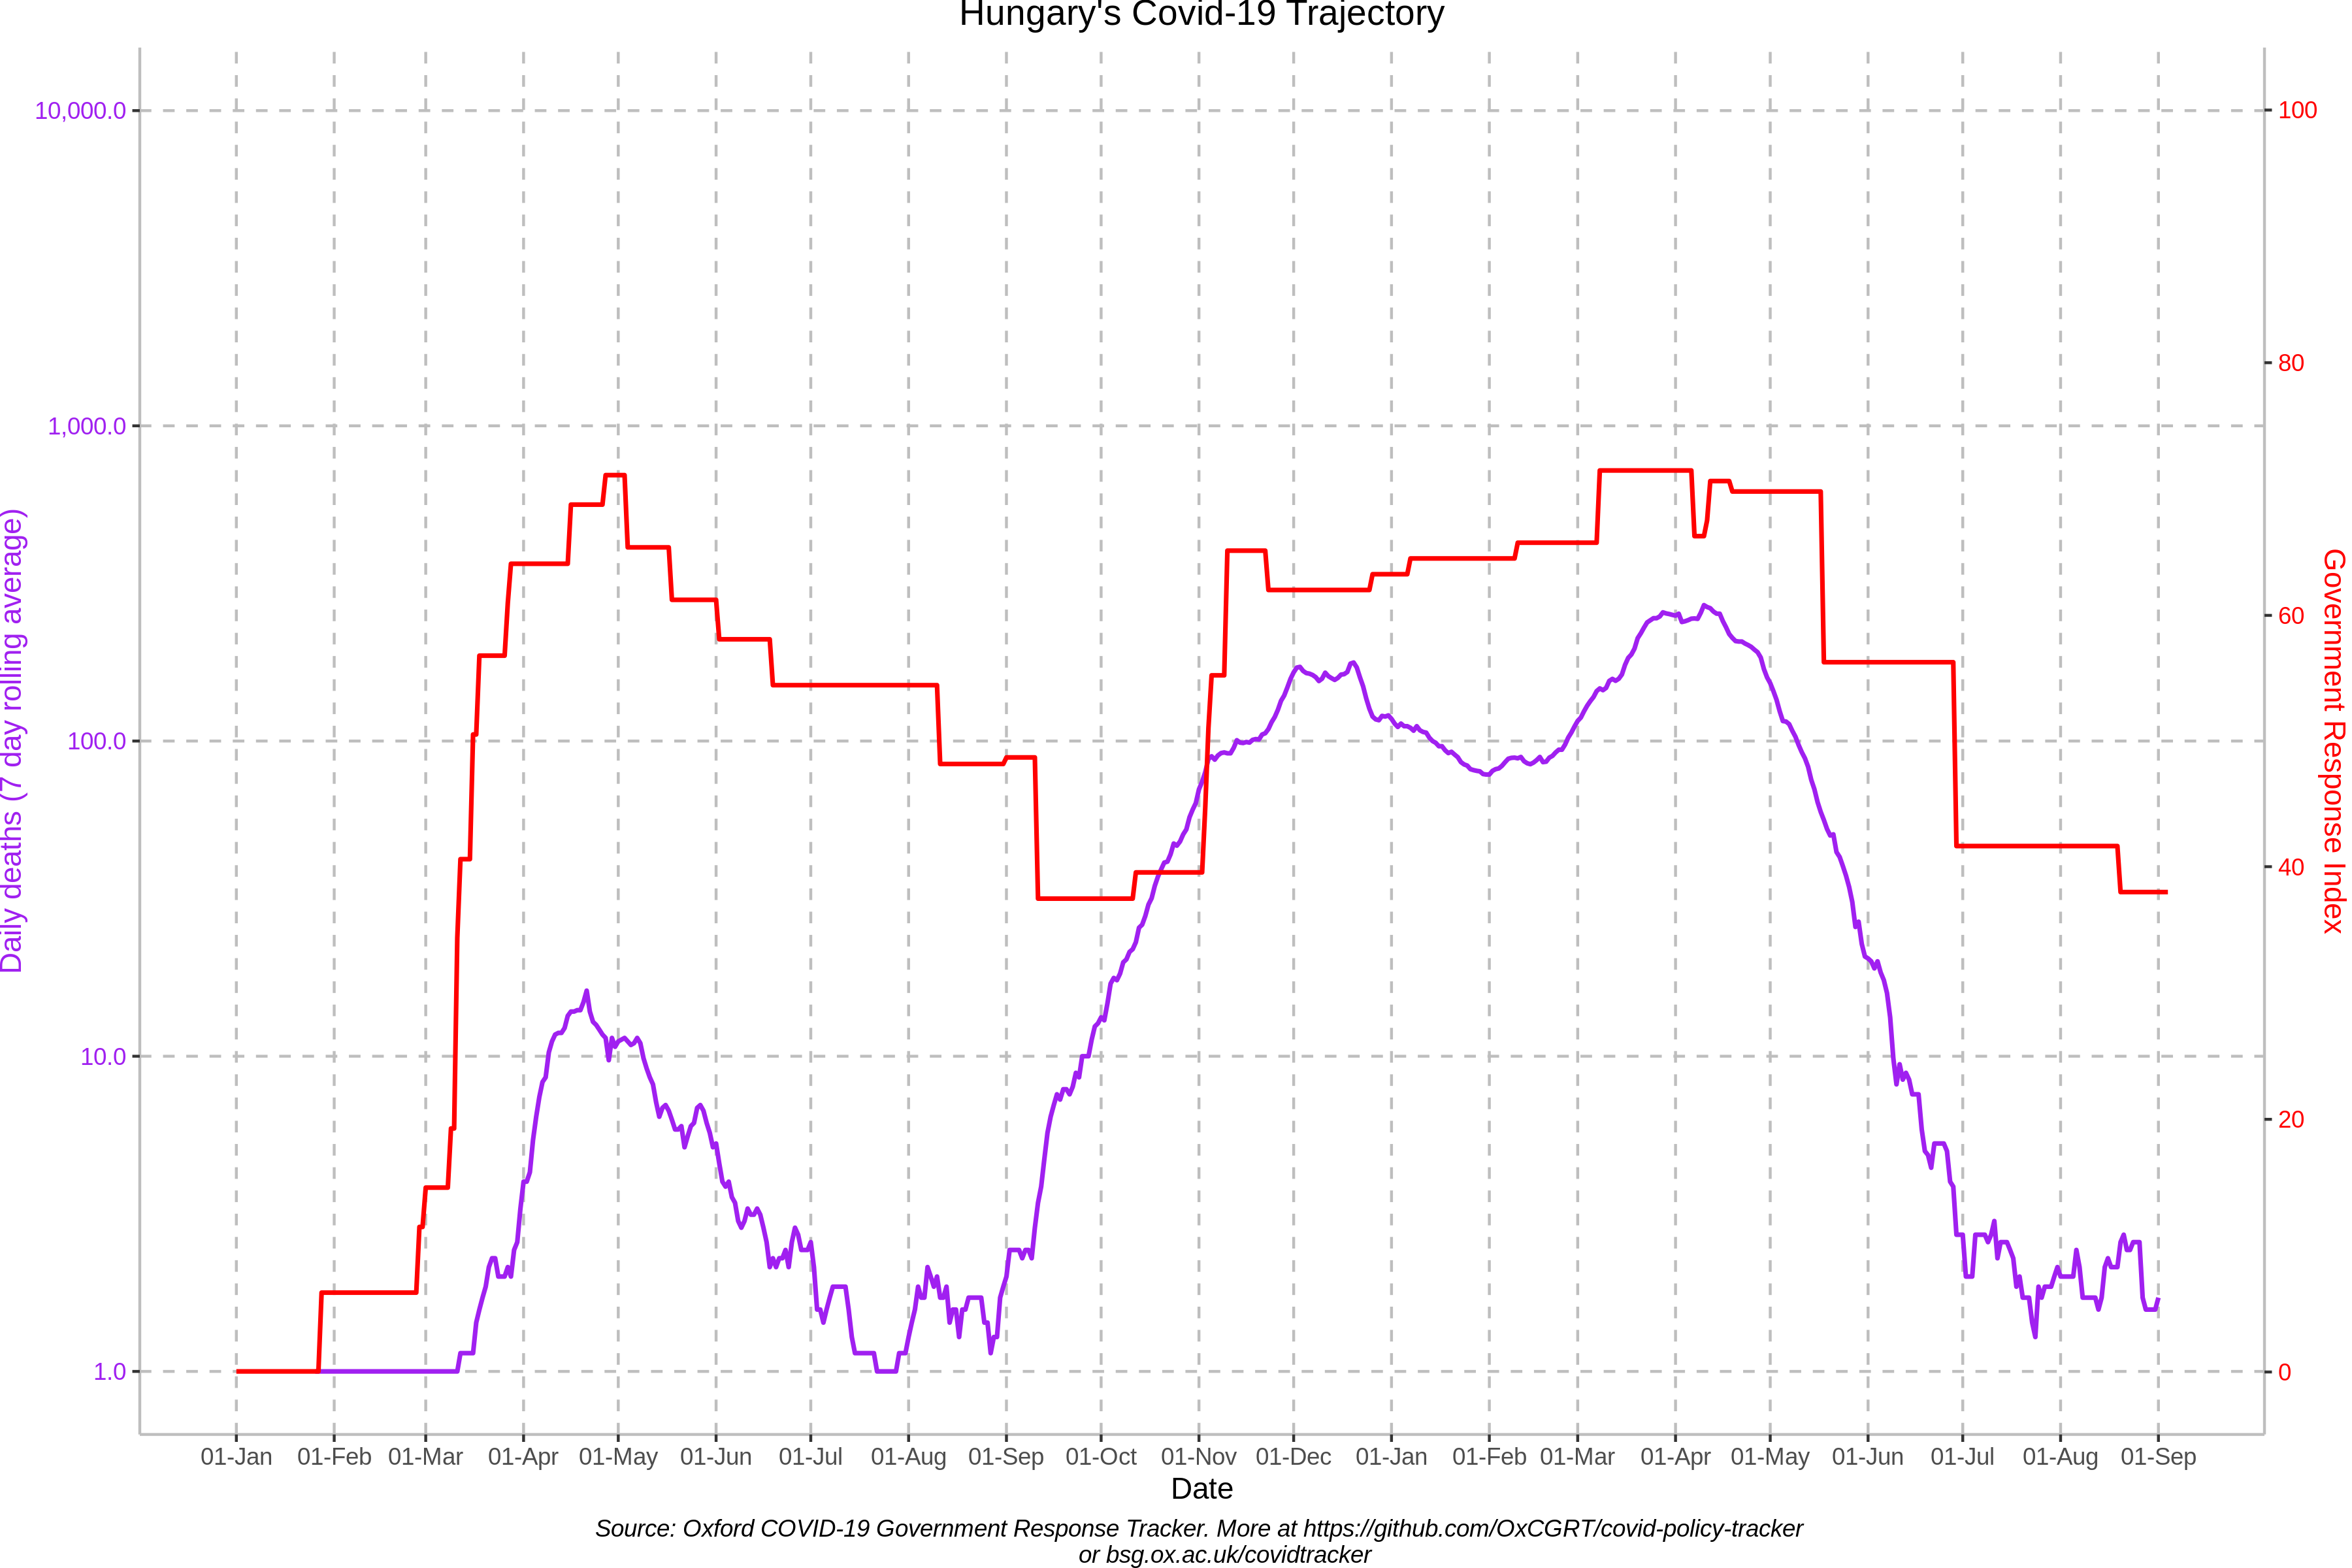 Hungary's Covid-19 Trajectory
10,000.0
1,000.0
100.0
10.0
1.0
Daily deaths (7 day rolling average)
100
80
60
40
20
0
Government Response Index
01-Jan 01-Feb 01-Mar 01-Apr 01-May 01-Jun 01-Jul 01-Aug 01-Sep 01-Oct 01-Nov 01-Dec 01-Jan 01-Feb 01-Mar 01-Apr 01-May 01-Jun 01-Jul 01-Aug 01-Sep
Date
Source: Oxford COVID-19 Government Response Tracker. More at https://github.com/OxCGRT/covid-policy-tracker
or bsg.ox.ac.uk/covidtracker